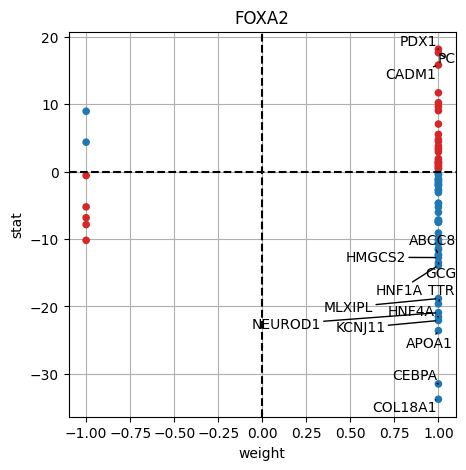 FOXA2
stat
20
10
0
−10
−20
−30
PDX1
PC
CADM1
ABCC8
HMGCS2
GCG
HNF1A
TTR
MLXIPL
HNF4A
NEUROD1
KCNJ11
APOA1
CEBPA
COL18A1
−1.00
−0.75
−0.50
−0.25
0.00
0.25
0.50
0.75
1.00
weight